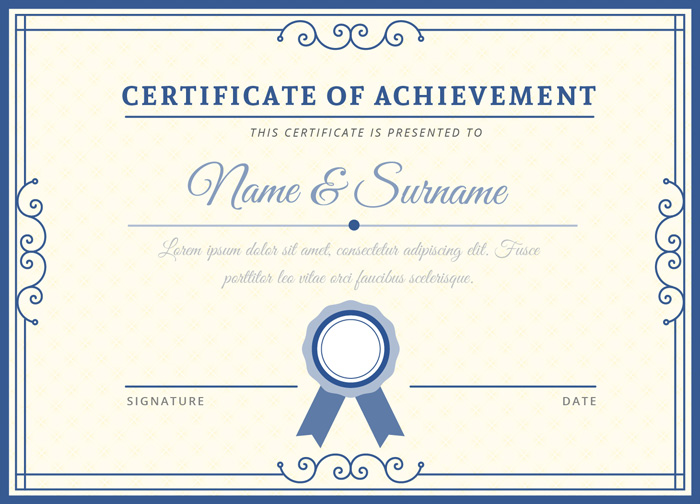 CERTIFICATE OF ACHIEVEMENT
THIS CERTIFICATE IS PRESENTED TO
Name & Surname
Lorem ipsum dolor sit amet, consectetur adipiscing elit. Fusce
porttitor leo vitae orci faucibus scelerisque.
SIGNATURE DATE